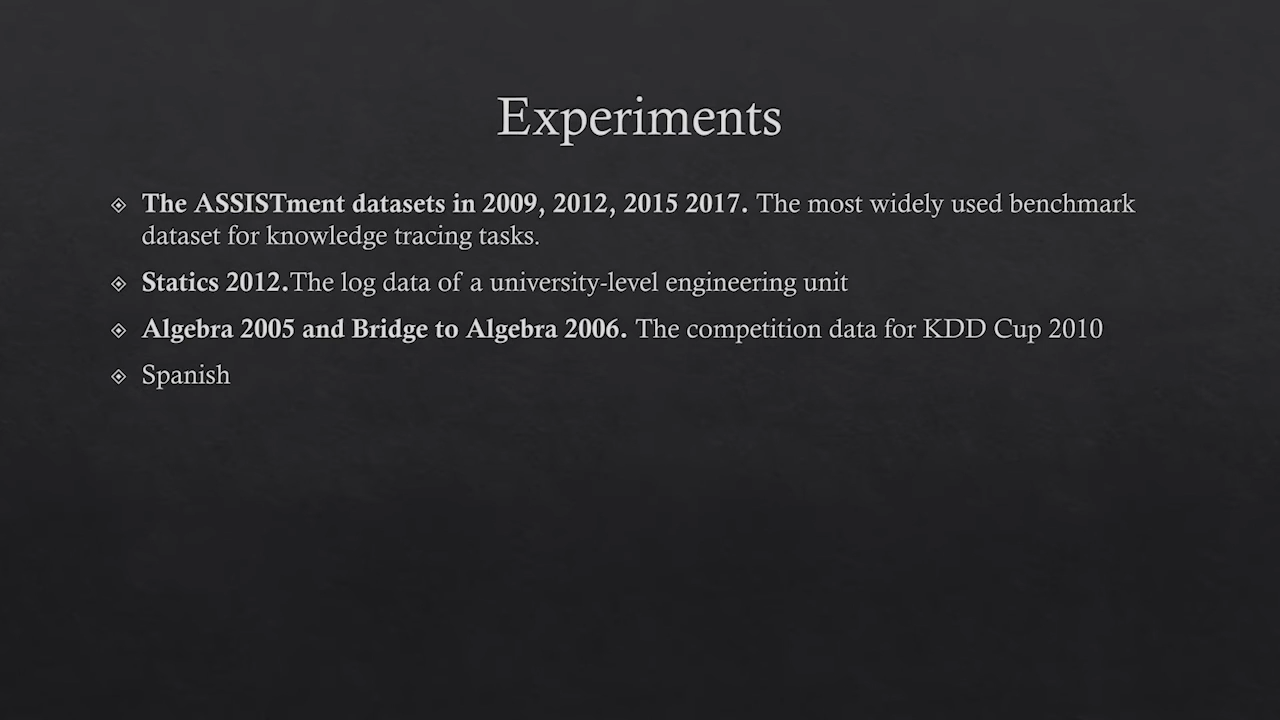 Experiments
The ASSISTment datasets in 2009, 2012, 2015 2017. The most widely used benchmark
dataset for knowledge tracing tasks.
Statics 2012.The log data of a university-level engineering unit
Algebra 2005 and Bridge to Algebra 2006. The competition data for KDD Cup 2010
Spanish